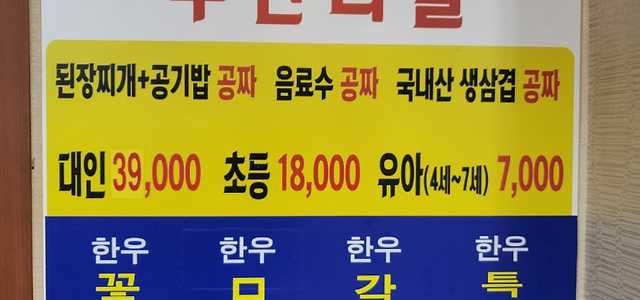 된장찌개+공기밥 공짜 음료수 공짜 국내산 생삼겹 공짜
대인 39,000 초등 18,000 유아(4세~7세) 7,000
한우 한우 한우 한우